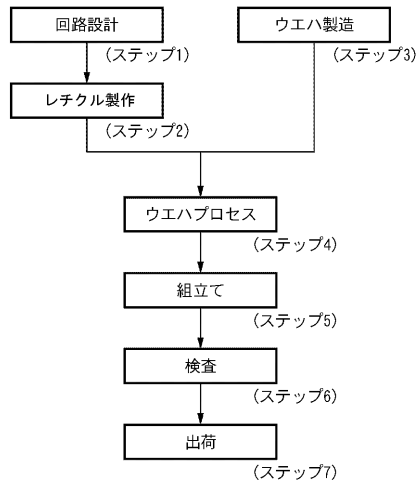 回路設計
(ステップ1)
レチクル製作
(ステップ2)
ウエハ製造
(ステップ3)
ウエハプロセス
(ステップ4)
組立て
(ステップ5)
検査
(ステップ6)
出荷
(ステップ7)